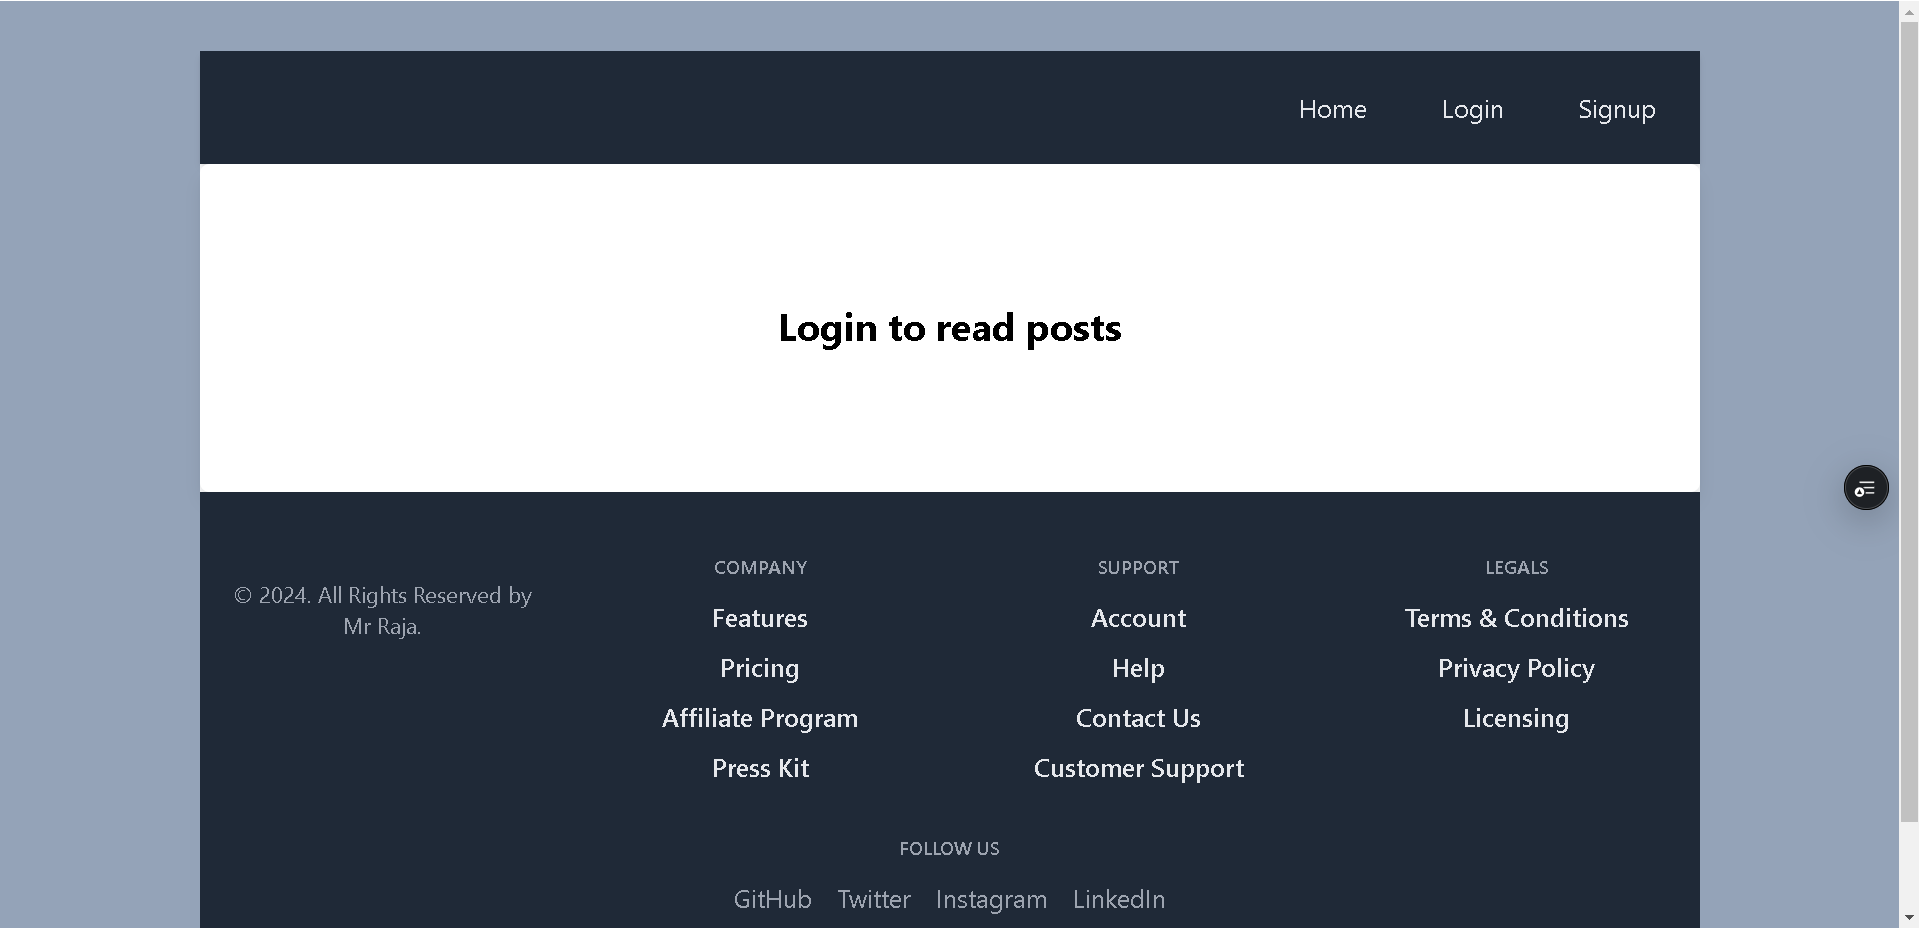 Home Login Signup
Login to read posts
© 2024. All Rights Reserved by
Mr Raja.
COMPANY
Features
Pricing
Affiliate Program
Press Kit
SUPPORT
Account
Help
Contact Us
Customer Support
LEGALS
Terms & Conditions
Privacy Policy
Licensing
FOLLOW US
GitHub Twitter Instagram LinkedIn